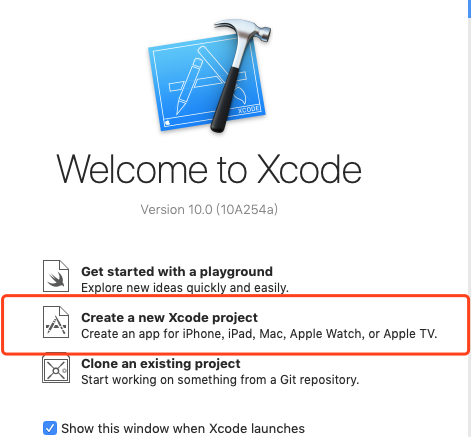 XCODE
Welcome to Xcode
Version 10.0 (10A254a)
Get started with a playground
Explore new ideas quickly and easily.
Create a new Xcode project
Create an app for iPhone, iPad, Mac, Apple Watch, or Apple TV.
Clone an existing project
Start working on something from a Git repository.
Show this window when Xcode launches